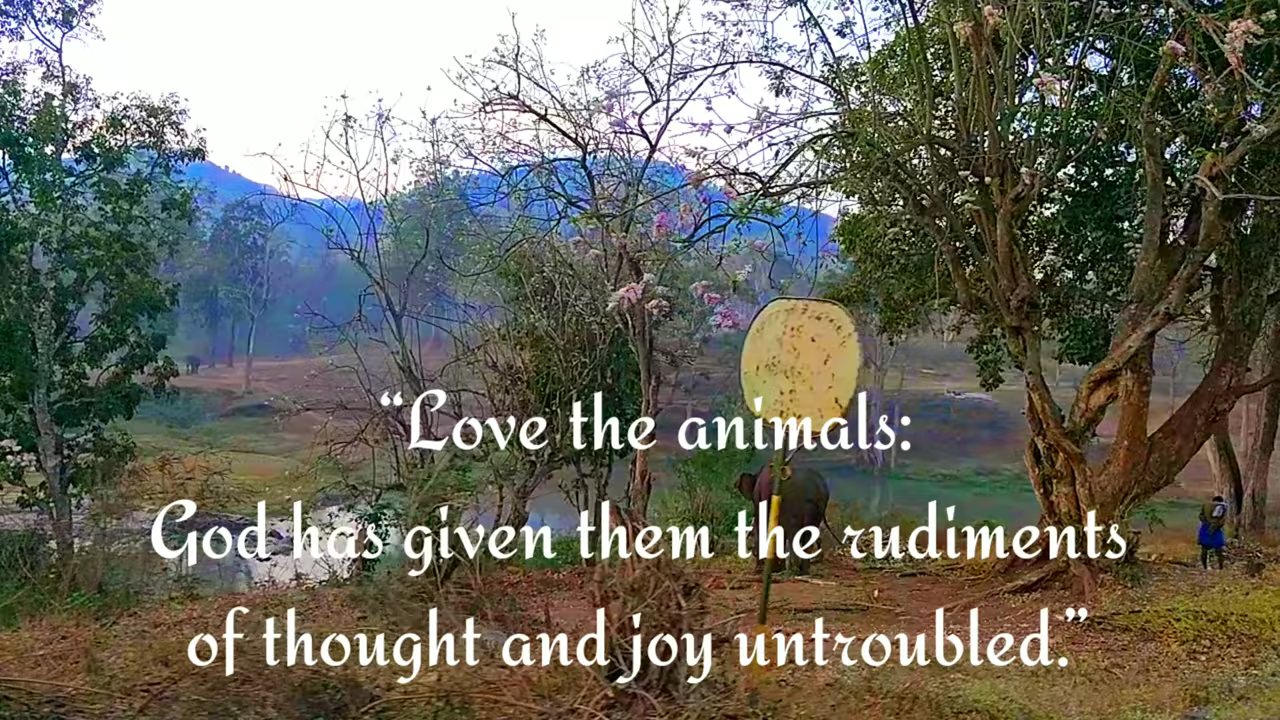 “Love the animals:
God has given them the rudiments
of thought and joy untroubled.”